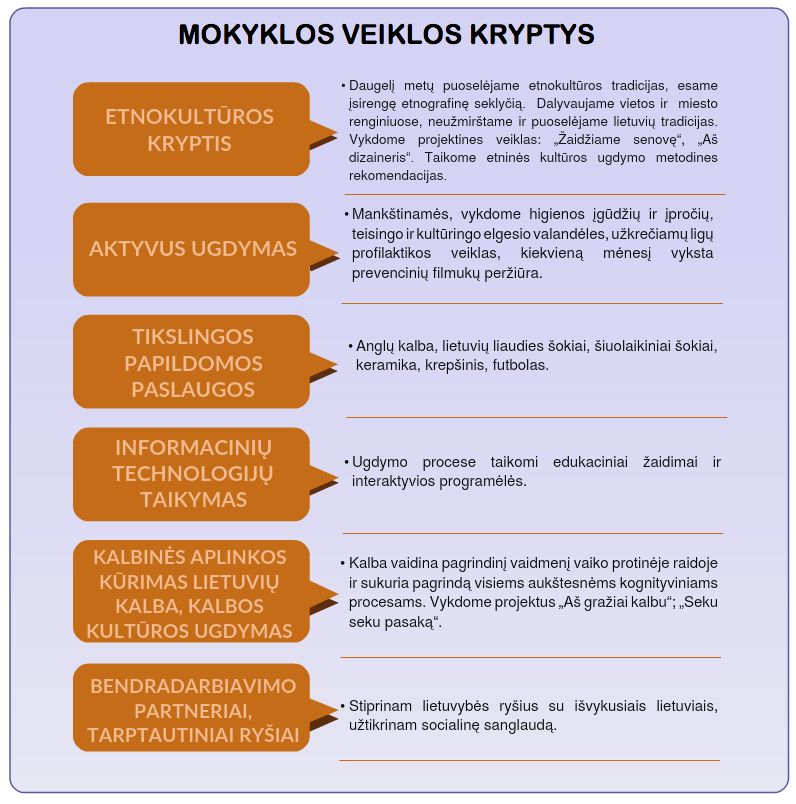 MOKYKLOS VEIKLOS KRYPTYS
ETNOKULTŪROS
KRYPTIS
• Daugelį metų puoselėjame etnokultūros tradicijas, esame
įsirengę etnografinę seklyčią. Dalyvaujame vietos ir miesto
renginiuose, neužmirštame ir puoselėjame lietuvių tradicijas.
Vykdome projektines veiklas: „Žaidžiame senovę“, „Aš
dizaineris“. Taikome etninės kultūros ugdymo metodines
rekomendacijas.
AKTYVUS UGDYMAS
• Mankštinamės, vykdome higienos įgūdžių ir įpročių,
teisingo ir kultūringo elgesio valandėles, užkrečiamų ligų
profilaktikos veiklas, kiekvieną mėnesį vyksta
prevencinių filmukų peržiūra.
TIKSLINGOS
PAPILDOMOS
PASLAUGOS
• Anglų kalba, lietuvių liaudies šokiai, šiuolaikiniai šokiai,
keramika, krepšinis, futbolas.
INFORMACINIŲ
TECHNOLOGIJŲ
TAIKYMAS
• Ugdymo procese taikomi edukaciniai žaidimai ir
interaktyvios programėlės.
KALBINĖS APLINKOS
KŪRIMAS LIETUVIŲ
KALBA, KALBOS
KULTŪROS UGDYMAS
• Kalba vaidina pagrindinį vaidmenį vaiko protinėje raidoje
ir sukuria pagrindą visiems aukštesnėms kognityviniams
procesams. Vykdome projektus „Aš gražiai kalbu“; „Seku
seku pasaką“.
BENDRADARBIAVIMO
PARTNERIAI,
TARPTAUTINIAI RYŠIAI
• Stiprinam lietuvybės ryšius su išvykusiais lietuviais,
užtikrinam socialinę sanglaudą.